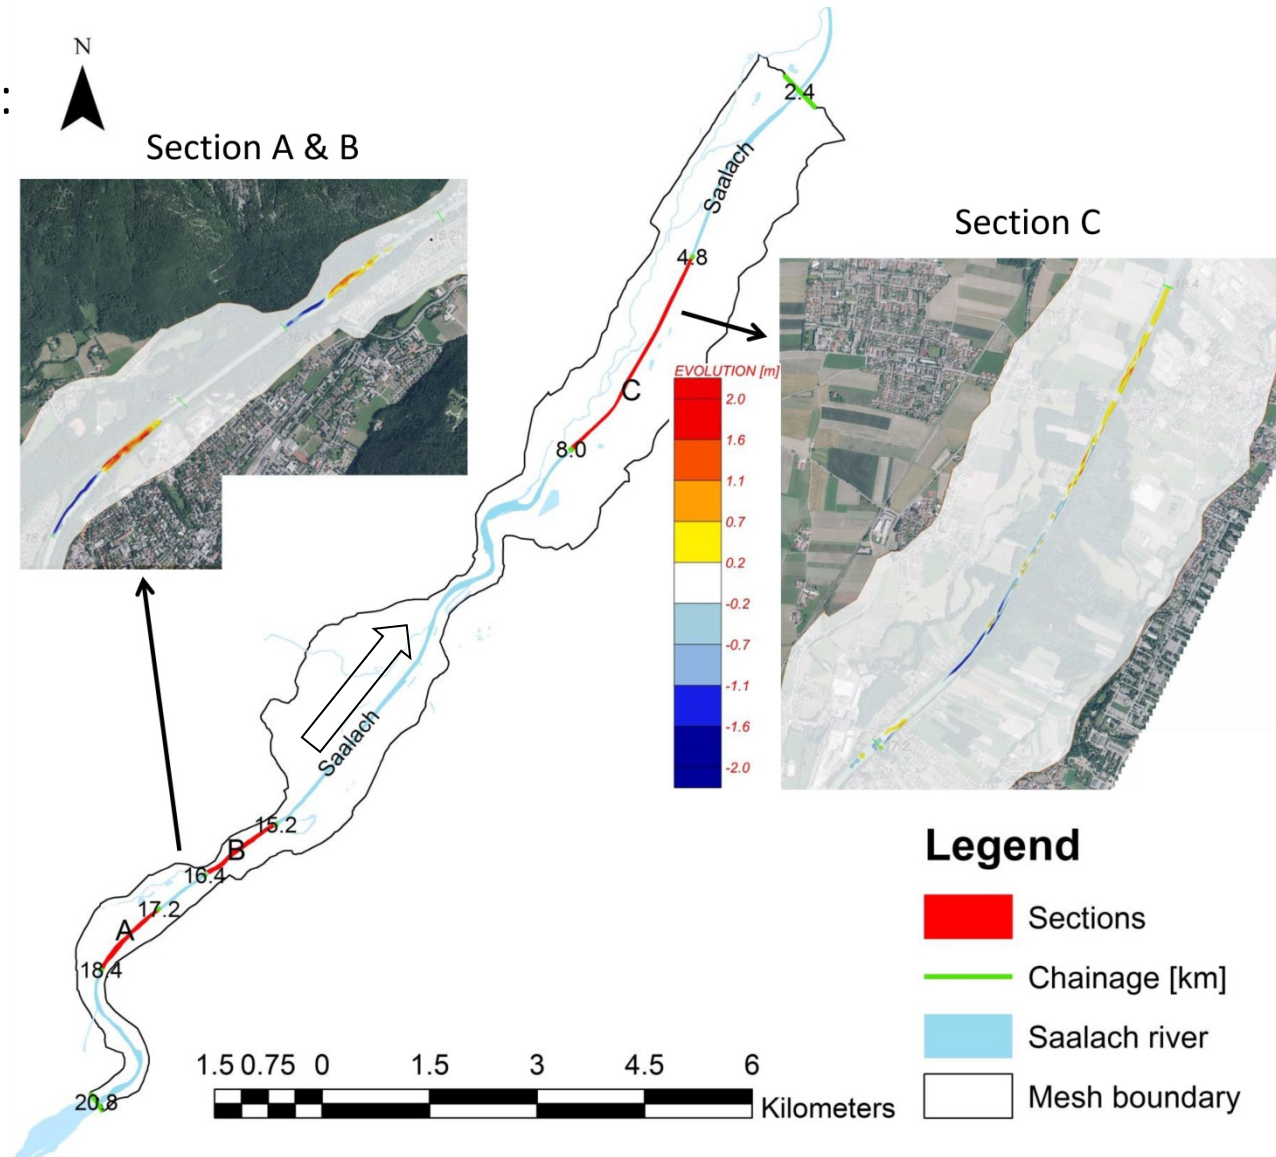 N
:
Section A & B
2.4
Saalach
Section C
4.8
C
8.0
EVOLUTION [m]
2.0
1.6
1.1
0.7
0.2
-0.2
-0.7
-1.1
-1.6
-2.0
Saalach
15.2
B
16.4
17.2
A
18.4
20.8
Legend
Sections
Chainage [km]
Saalach river
Mesh boundary
1.5 0.75 0 1.5 3 4.5 6
Kilometers